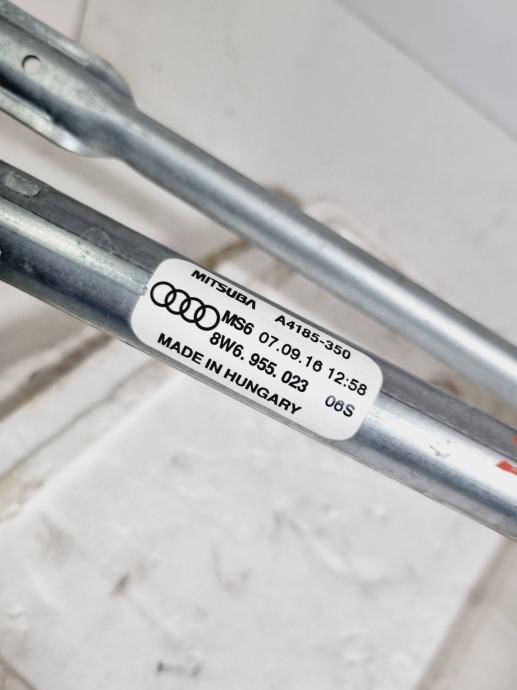 MITSUBA A4185-350
MS6 07.09.16 12:58
8W6.955.023 06S
MADE IN HUNGARY